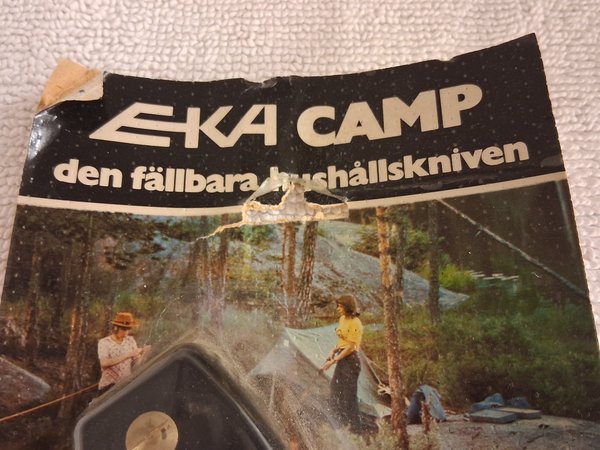 EKA CAMP
den fällbara hushållskniven